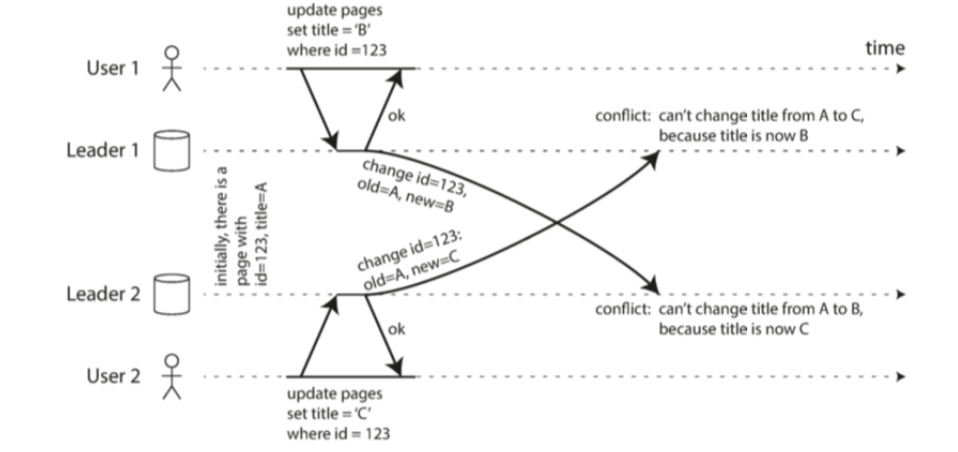 update pages
set title = ‘B’
where id =123
time
User 1
ok
conflict: can’t change title from A to C,
because title is now B
Leader 1
change id=123,
old=A, new=B
initially, there is a
page with
id=123, title=A
change id=123:
old=A, new=C
Leader 2
conflict: can’t change title from A to B,
because title is now C
ok
User 2
update pages
set title = ‘C’
where id = 123